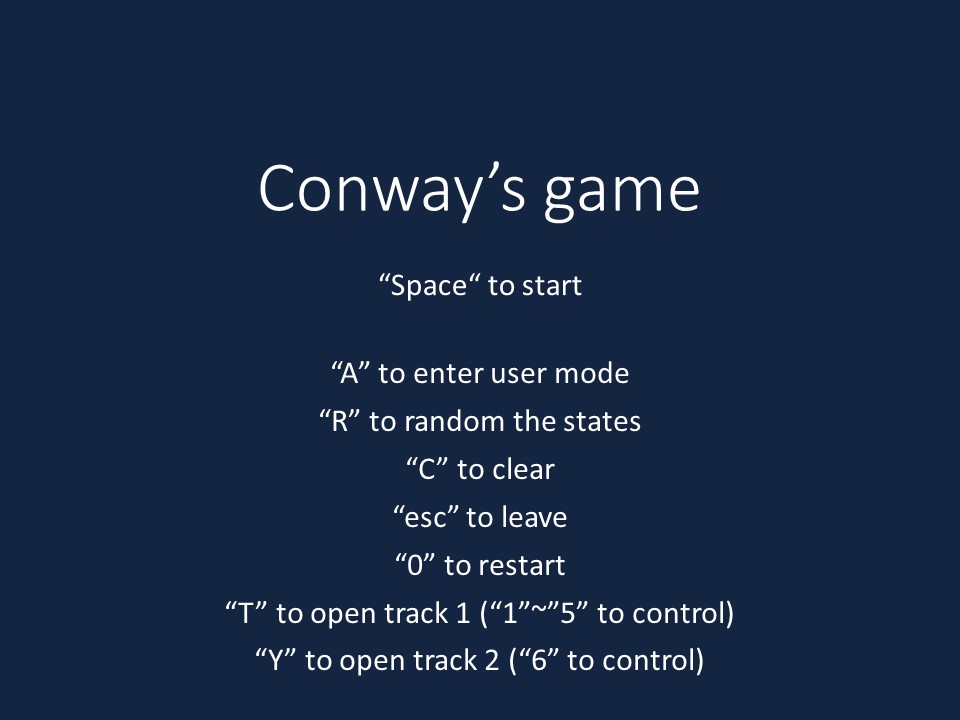 Conway’s game
“Space“ to start
“A” to enter user mode
“R” to random the states
“C” to clear
“esc” to leave
“0” to restart
“T” to open track 1 (“1”~”5” to control)
“Y” to open track 2 (“6” to control)